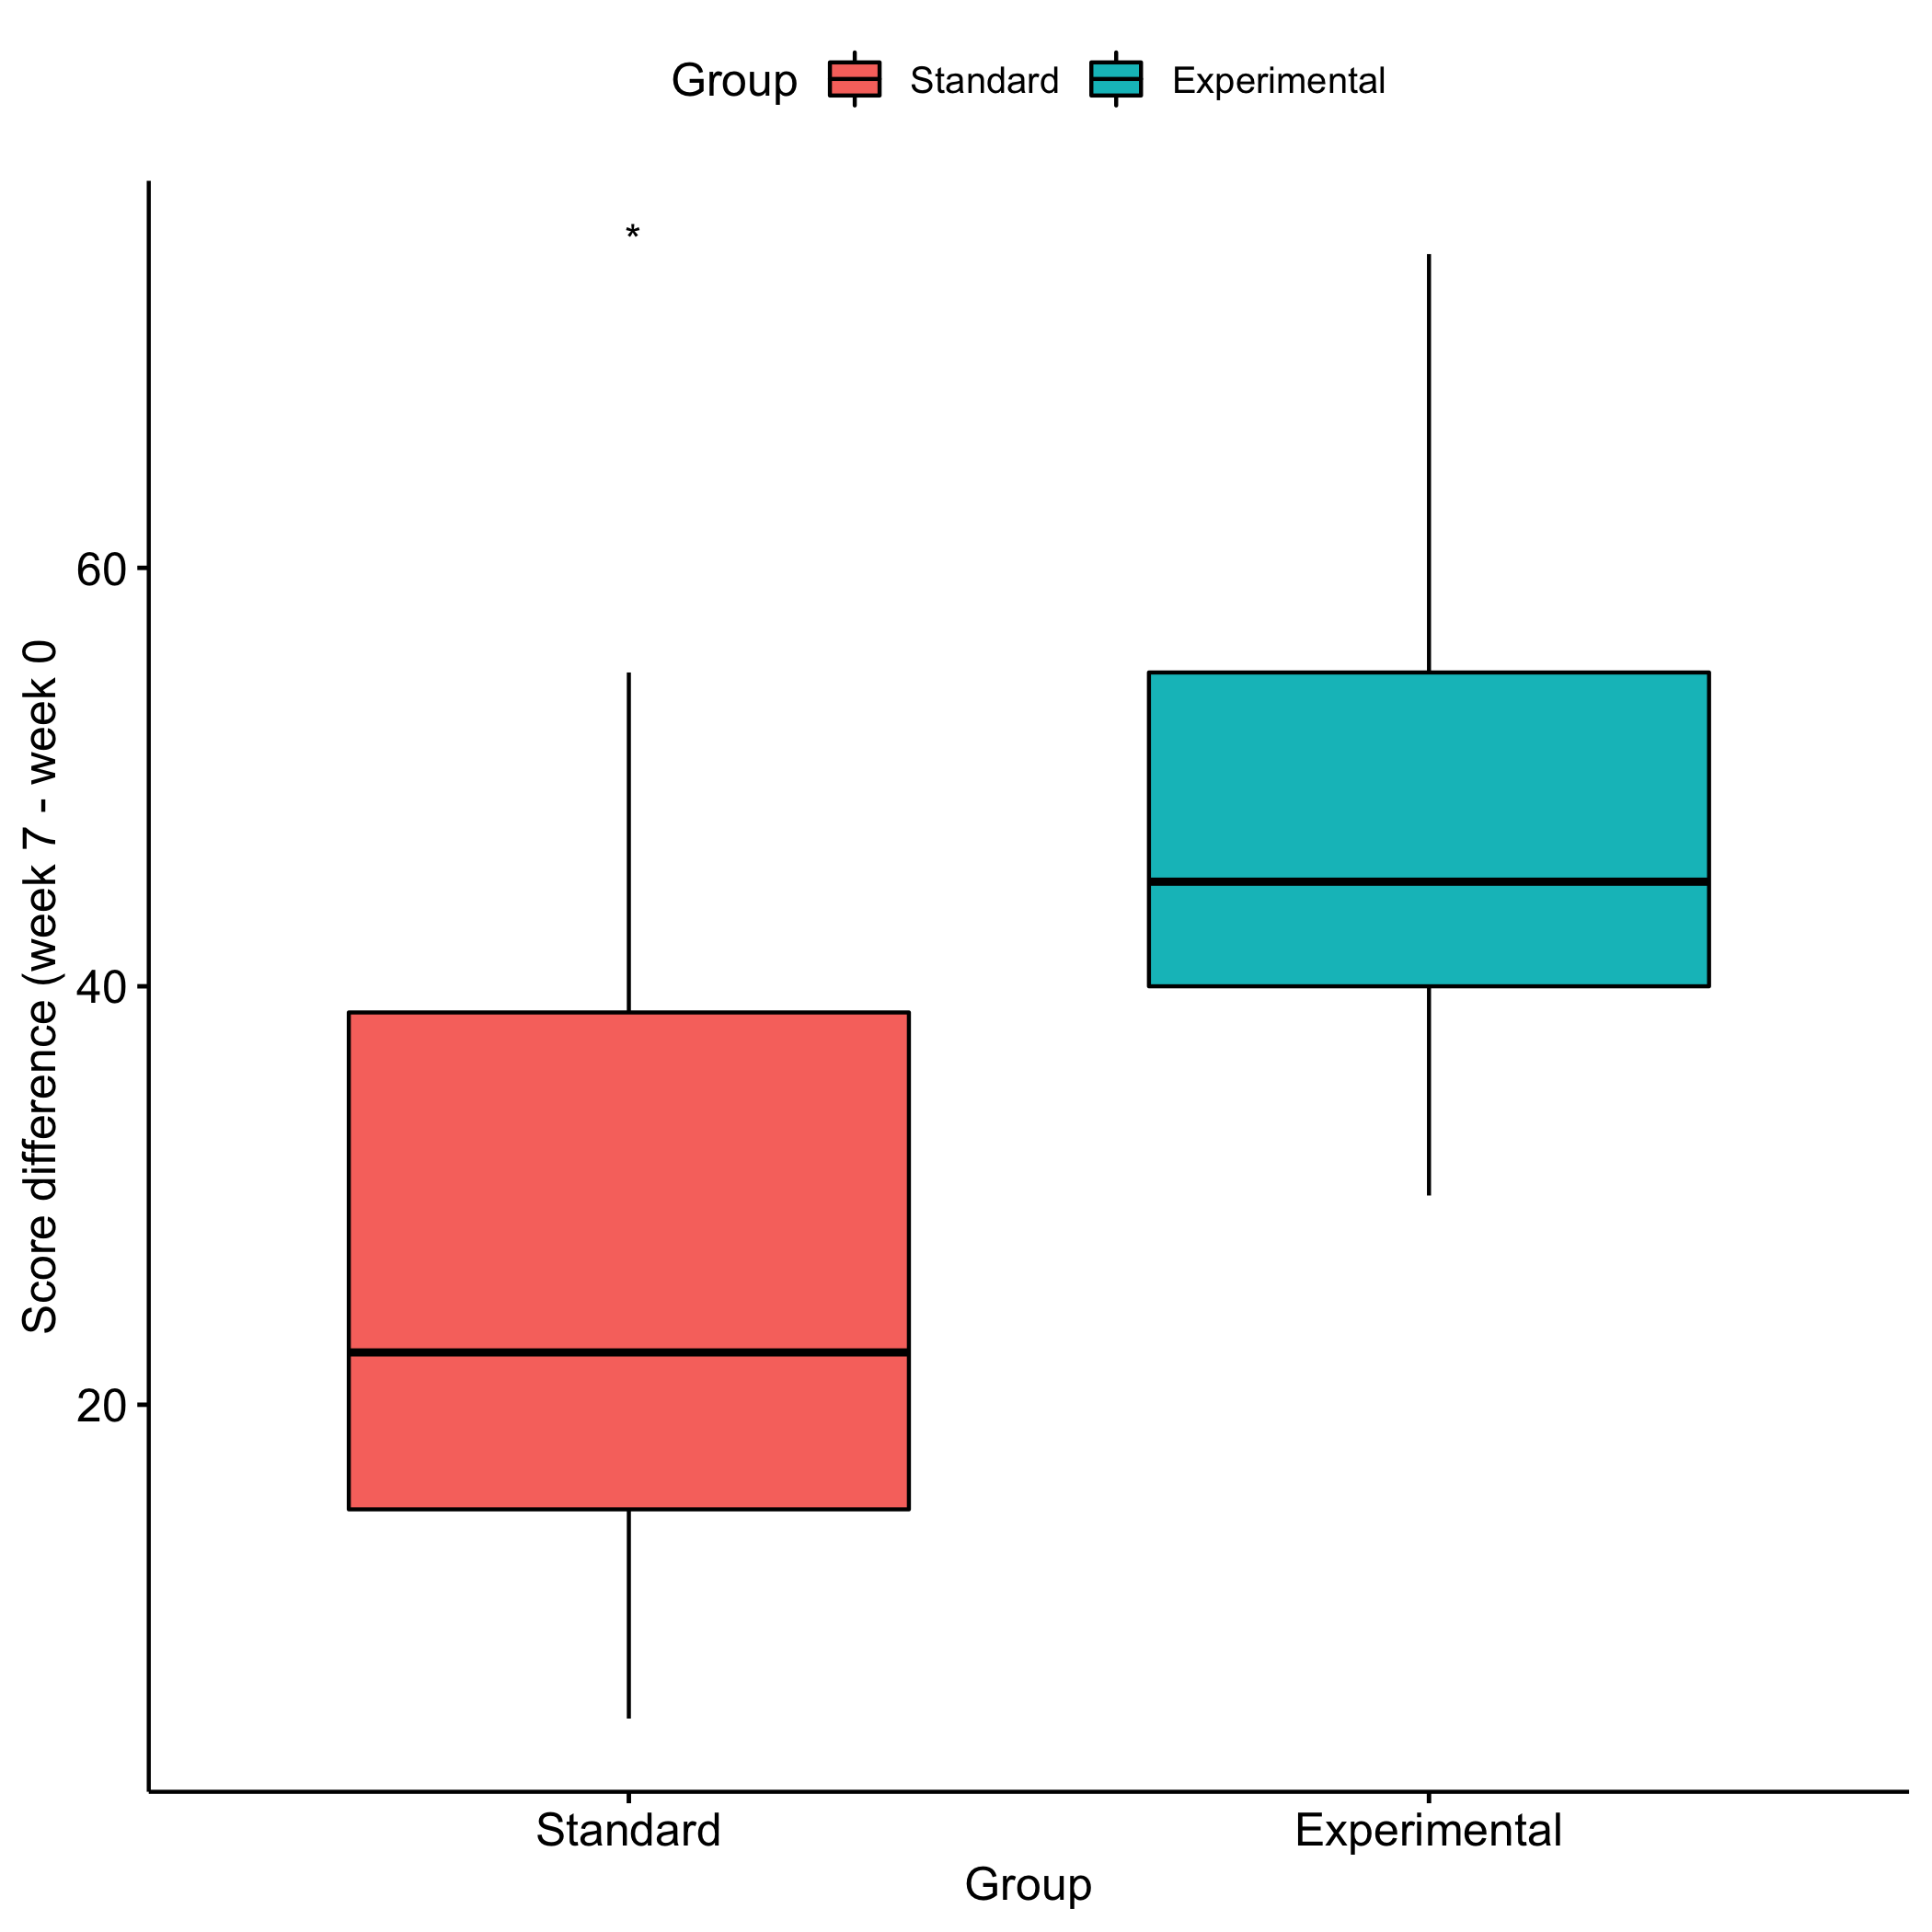 Group Standard Experimental
*
60
40
20
Score difference (week 7 - week 0
Standard Experimental
Group